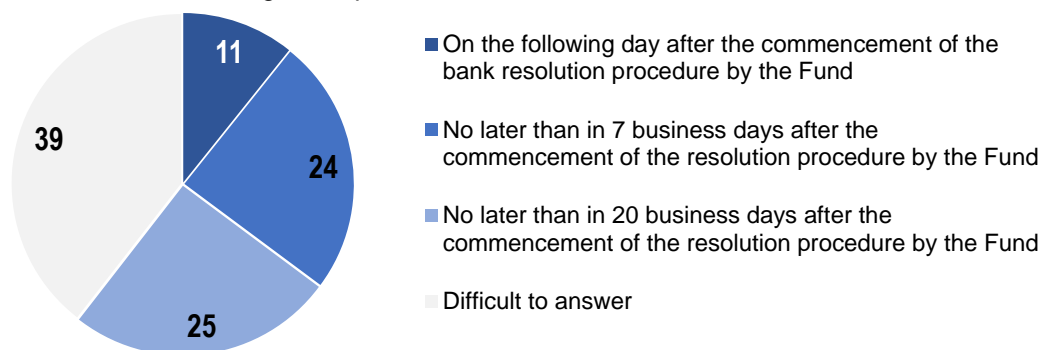 11
24
25
39
On the following day after the commencement of the
bank resolution procedure by the Fund
No later than in 7 business days after the
commencement of the resolution procedure by the Fund
No later than in 20 business days after the
commencement of the resolution procedure by the Fund
Difficult to answer